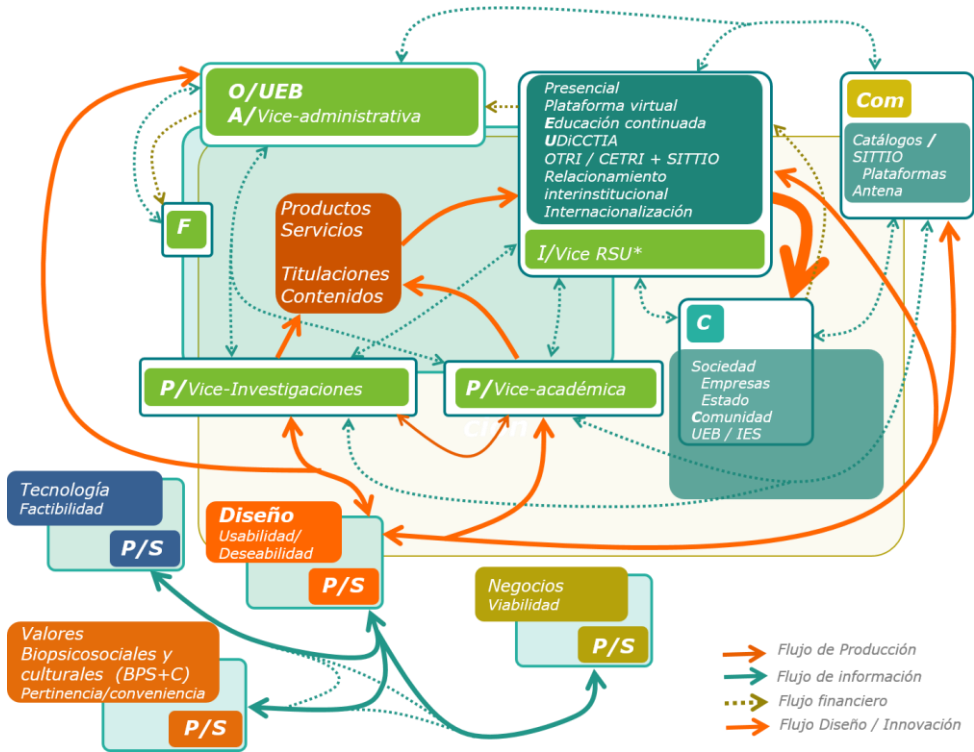 O/UEB
A/Vice-administrativa
Presencial
Plataforma virtual
Educación continuada
UDiCCTIA
OTRI / CETRI + SITTIO
Relacionamiento
interinstitucional
Internacionalización
I/Vice RSU*
Com
Catálogos /
SITTIO
Plataformas
Antena
F
Productos
Servicios
Titulaciones
Contenidos
C
Sociedad
Empresas
Estado
Comunidad
UEB / IES
P/Vice-Investigaciones
P/Vice-académica
Tecnología
Factibilidad
P/S
Diseño
Usabilidad/
Deseabilidad
P/S
Negocios
Viabilidad
P/S
Valores
Biopsicosociales y
culturales (BPS+C)
Pertinencia/conveniencia
P/S
Flujo de Producción
Flujo de información
Flujo financiero
Flujo Diseño / Innovación